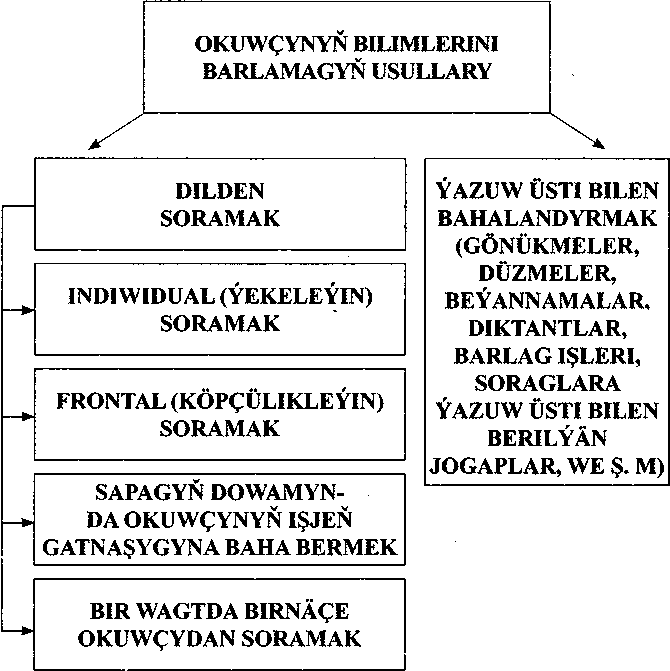 OKUWÇYNYŇ BILIMLERINI
BARLAMAGYŇ USULLARY
DILDEN
SORAMAK
INDIWIDUAL (ÝEKELEÝIN)
SORAMAK
FRONTAL (KÖPÇÜLIKLEÝIN)
SORAMAK
SAPAGYŇ DOWAMYN-
DA OKUWÇYNYŇ IŞJEŇ
GATNAŞYGYNA BAHA BERMEK
BIR WAGTDA BIRNÄÇE
OKUWÇYDAN SORAMAK
ÝAZUW ÜSTI BILEN
BAHALANDYRMAK
(GÖNÜKMELER,
DÜZMELER,
BEÝANNAMALAR,
DIKTANTLAR,
BARLAG IŞLERI,
SORAGLARA
ÝAZUW ÜSTI BILEN
BERILÝÄN
JOGAPLAR, WE Ş. M)